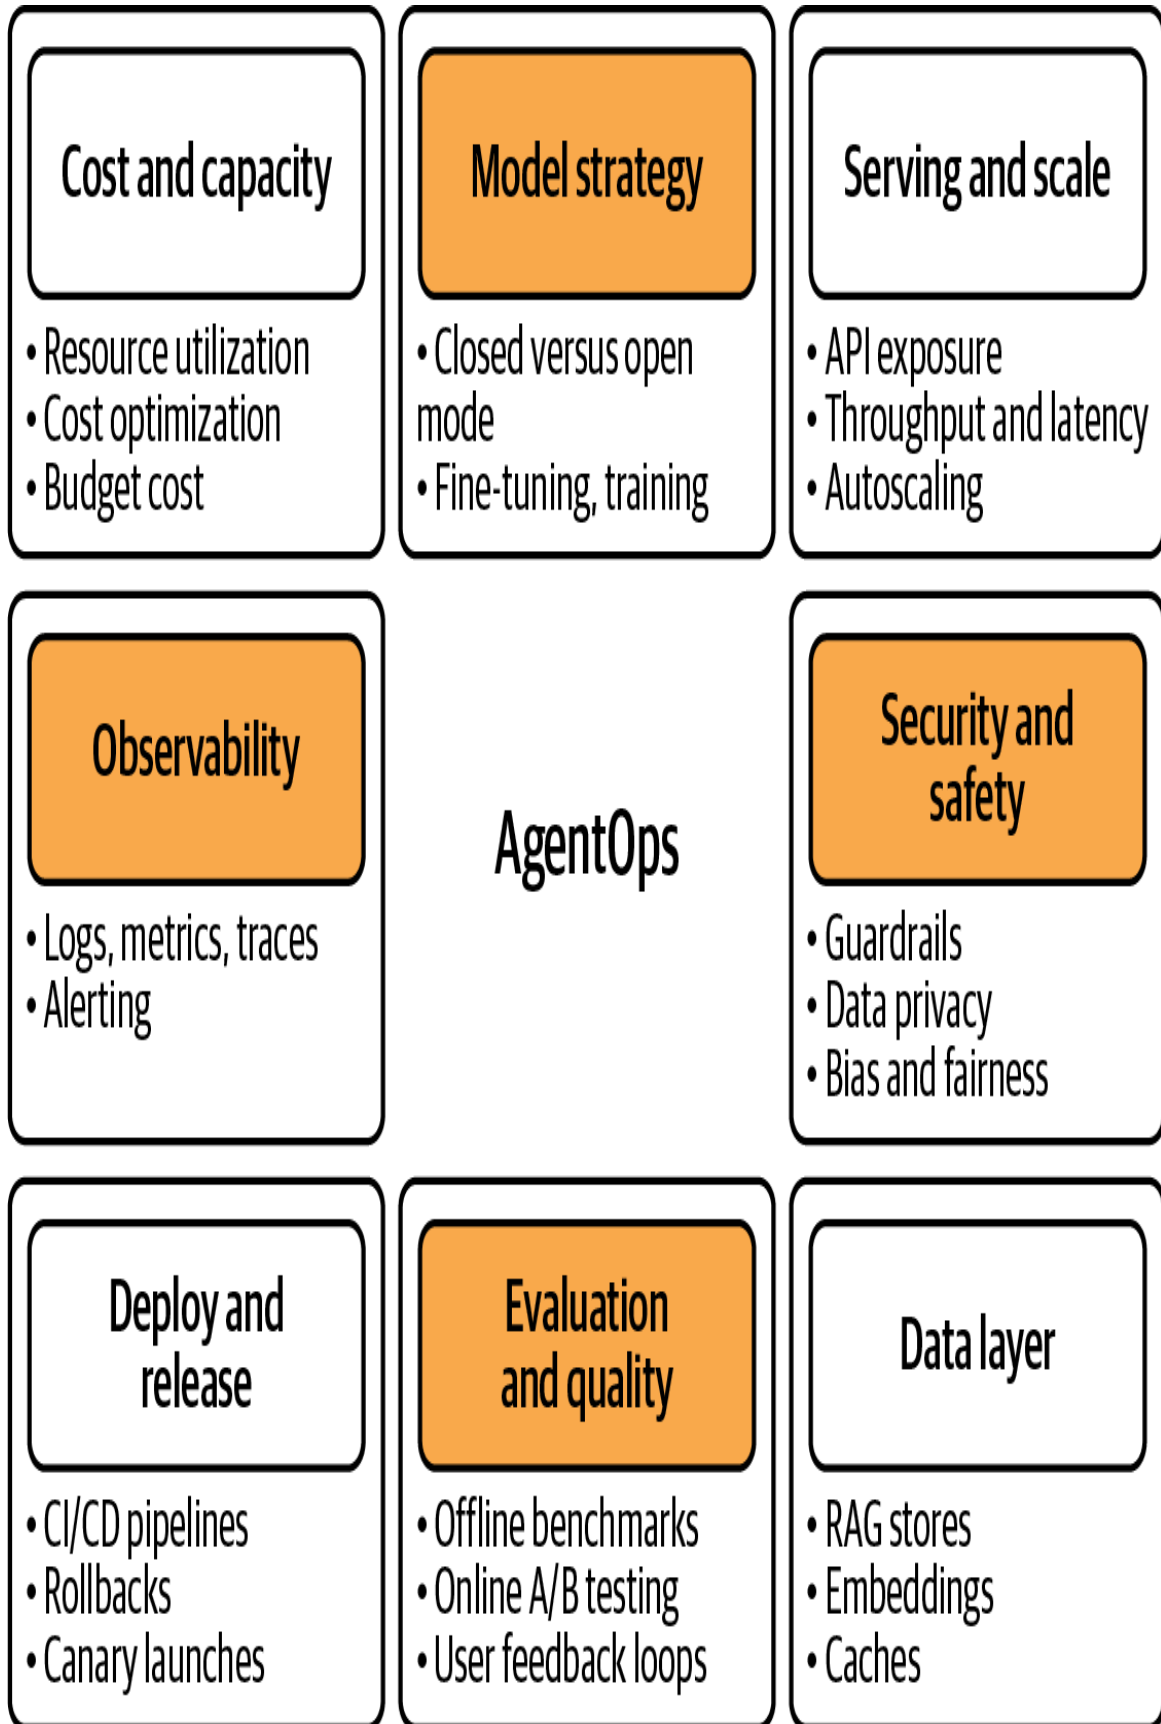 Cost and capacity
• Resource utilization
• Cost optimization
• Budget cost
Model strategy
• Closed versus open
mode
• Fine-tuning, training
Serving and scale
• API exposure
• Throughput and latency
• Autoscaling
Observability
• Logs, metrics, traces
• Alerting
AgentOps
Security and
safety
• Guardrails
• Data privacy
• Bias and fairness
Deploy and
release
• CI/CD pipelines
• Rollbacks
• Canary launches
Evaluation
and quality
• Offline benchmarks
• Online A/B testing
• User feedback loops
Data layer
• RAG stores
• Embeddings
• Caches